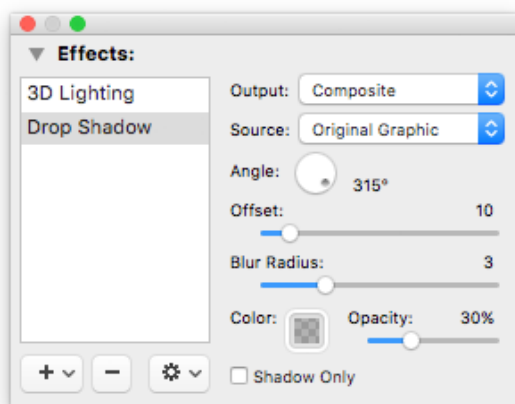 Effects:
3D Lighting
Drop Shadow
Output: Composite
Source: Original Graphic
Angle: 315°
Offset: 10
Blur Radius: 3
Color: Opacity: 30%
Shadow Only